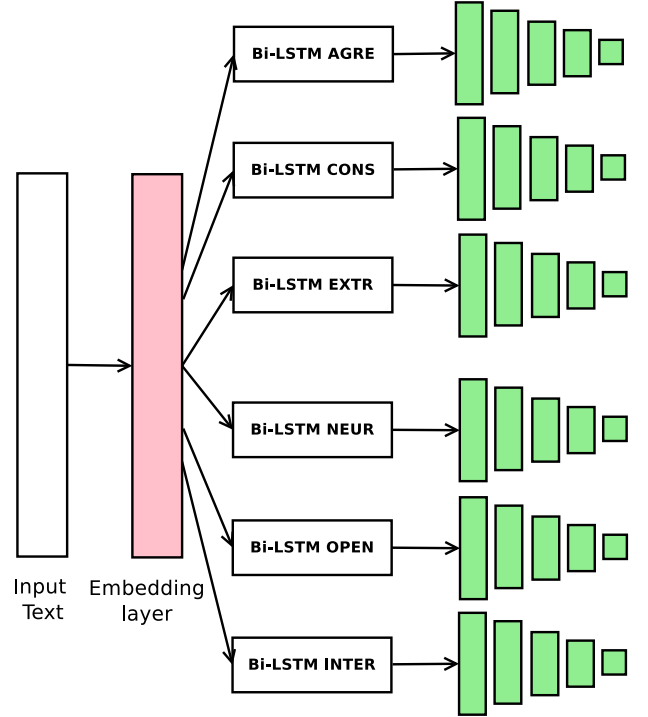 Bi-LSTM AGRE
Bi-LSTM CONS
Bi-LSTM EXTR
Bi-LSTM NEUR
Bi-LSTM OPEN
Bi-LSTM INTER
Input
Text
Embedding
layer